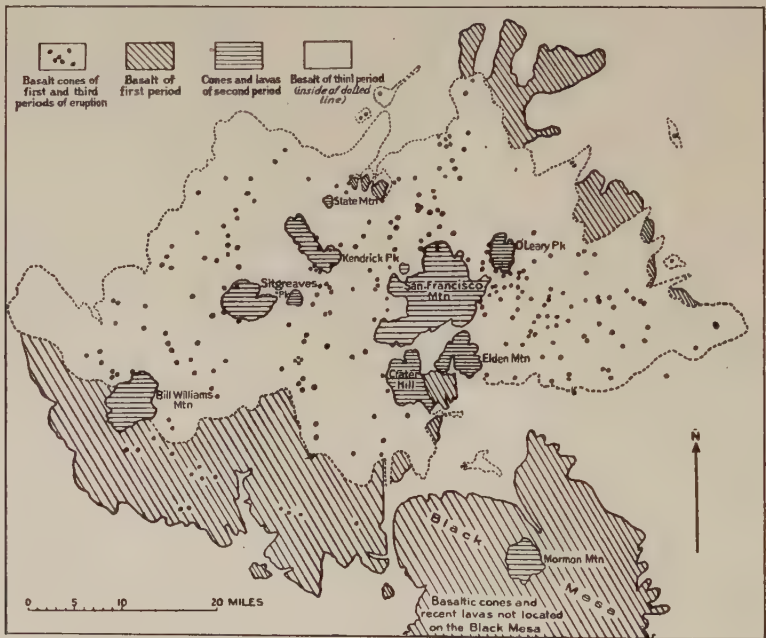 Basalt cones of
first and third
periods of eruption
Basalt of
first period
Cones and lavas
of second period
Basalt of third period
(inside of dotted
line)
Slate Mtn
Kendrick Pk
O'Leary Pk
Sitgreaves
Pk
San Francisco
Mtn
Elden Mtn
Crater
Hill
Bill Williams
Mtn
N
Black
Mesa
Mormon Mtn
0 5 10 20 MILES
Basaltic cones and
recent lavas not located
on the Black Mesa